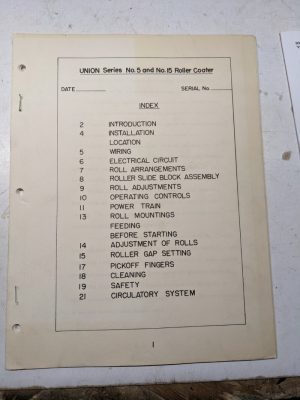 UNION Series No. 5 and No. 15 Roller Coater
DATE SERIAL No.
INDEX
2 INTRODUCTION
4 INSTALLATION
LOCATION
5 WIRING
6 ELECTRICAL CIRCUIT
7 ROLL ARRANGEMENTS
8 ROLLER SLIDE BLOCK ASSEMBLY
9 ROLL ADJUSTMENTS
10 OPERATING CONTROLS
11 POWER TRAIN
13 ROLL MOUNTINGS
FEEDING
BEFORE STARTING
14 ADJUSTMENT OF ROLLS
15 ROLLER GAP SETTING
17 PICKOFF FINGERS
18 CLEANING
19 SAFETY
21 CIRCULATORY SYSTEM
1